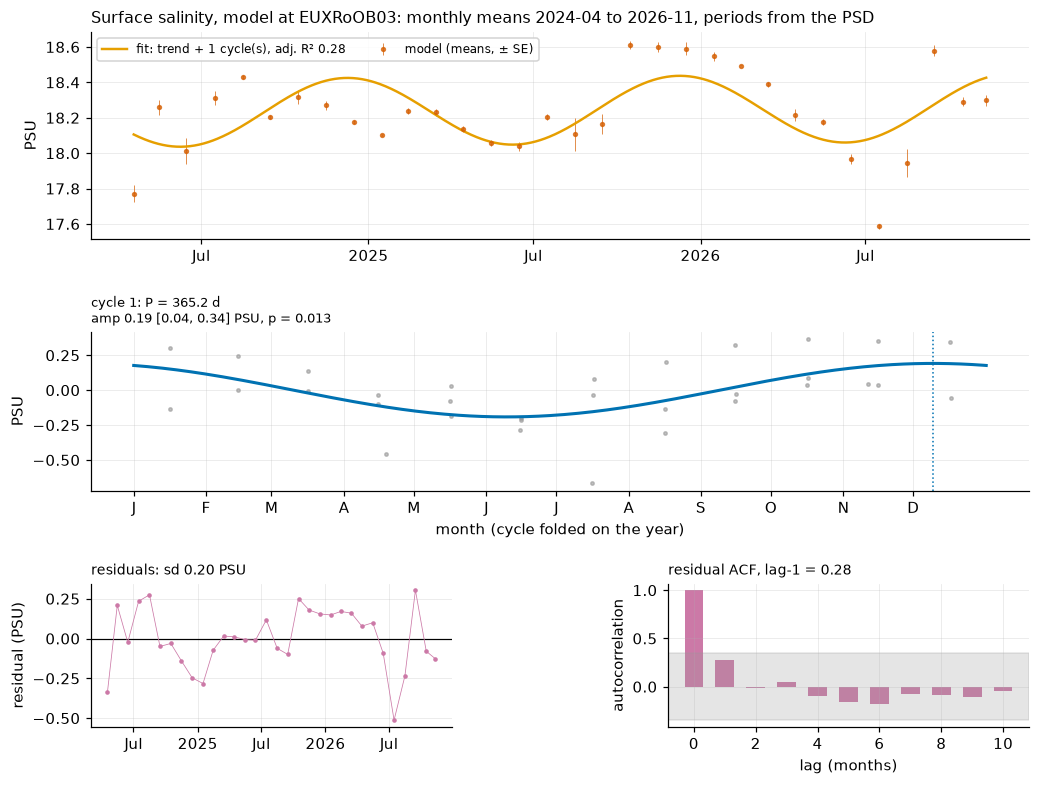 Surface salinity, model at EUXRoOB03: monthly means 2024-04 to 2026-11, periods from the PSD
fit: trend + 1 cycle(s), adj. R² 0.28
model (means, ± SE)
18.6
18.4
18.2
18.0
17.8
17.6
PSU
Jul 2025 Jul 2026 Jul
cycle 1: P = 365.2 d
amp 0.19 [0.04, 0.34] PSU, p = 0.013
0.25
0.00
−0.25
−0.50
PSU
J F M A M J J A S O N D
month (cycle folded on the year)
residuals: sd 0.20 PSU
0.25
0.00
−0.25
−0.50
residual (PSU)
Jul 2025 Jul 2026 Jul
residual ACF, lag-1 = 0.28
1.0
0.5
0.0
autocorrelation
0 2 4 6 8 10
lag (months)